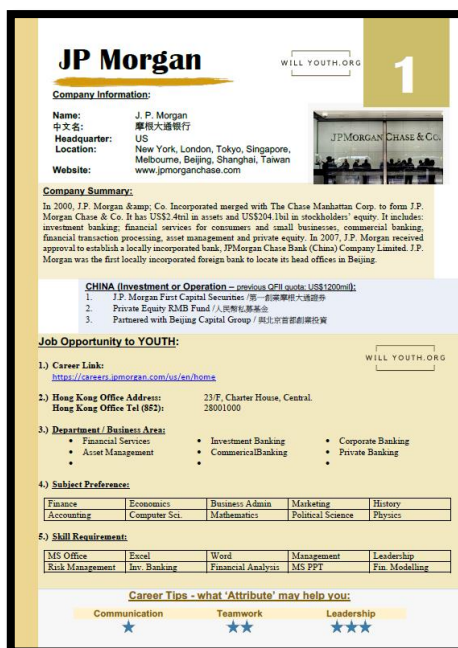 JP Morgan
WILL YOUTH.ORG
1
Company Information:
Name: J. P. Morgan
中文名: 摩根大通银行
Headquarter: US
Location: New York, London, Tokyo, Singapore,
Melbourne, Beijing, Shanghai, Taiwan
Website: www.jpmorganchase.com
JPMORGAN CHASE & CO.
Company Summary:
In 2000, J.P. Morgan &amp; Co. Incorporated merged with The Chase Manhattan Corp. to form J.P.
Morgan Chase & Co. It has US$2.4tril in assets and US$204.1bil in stockholders' equity. It includes:
investment banking; financial services for consumers and small businesses, commercial banking,
financial transaction processing, asset management and private equity. In 2007, J.P. Morgan received
approval to establish a locally incorporated bank, JPMorgan Chase Bank (China) Company Limited. J.P.
Morgan was the first locally incorporated foreign bank to locate its head offices in Beijing.
CHINA (Investment or Operation – previous QFII quota: US$1200mil):
1. J.P. Morgan First Capital Securities /第一創業摩根大通證券
2. Private Equity RMB Fund /人民幣私募基金
3. Partnered with Beijing Capital Group / 與北京首都創業投資
Job Opportunity to YOUTH:
WILL YOUTH.ORG
1.) Career Link:
https://careers.jpmorgan.com/us/en/home
2.) Hong Kong Office Address: 23/F, Charter House, Central.
Hong Kong Office Tel (852): 28001000
3.) Department / Business Area:
• Financial Services • Investment Banking • Corporate Banking
• Asset Management • CommericalBanking • Private Banking
• • •
4.) Subject Preference:
Finance Economics Business Admin Marketing History
Accounting Computer Sci. Mathematics Political Science Physics
5.) Skill Requirement:
MS Office Excel Word Management Leadership
Risk Management Inv. Banking Financial Analysis MS PPT Fin. Modelling
Career Tips - what 'Attribute' may help you:
Communication Teamwork Leadership